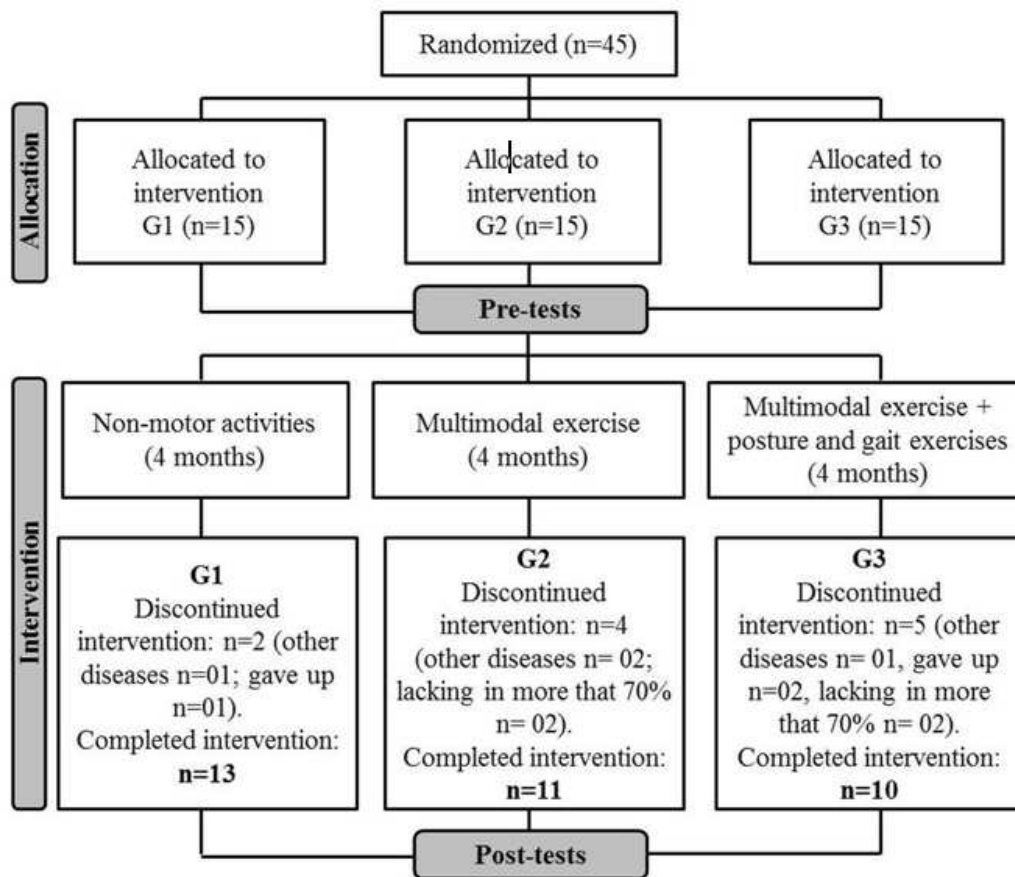 Randomized (n=45)
Allocation
Allocated to
intervention
G1 (n=15)
Allocated to
intervention
G2 (n=15)
Allocated to
intervention
G3 (n=15)
Pre-tests
Intervention
Non-motor activities
(4 months)
Multimodal exercise
(4 months)
Multimodal exercise +
posture and gait exercises
(4 months)
G1
Discontinued
intervention: n=2 (other
diseases n=01; gave up
n=01).
Completed intervention:
n=13
G2
Discontinued
intervention: n=4
(other diseases n= 02;
lacking in more that 70%
n= 02).
Completed intervention:
n=11
G3
Discontinued
intervention: n=5 (other
diseases n= 01, gave up
n=02, lacking in more
that 70% n= 02).
Completed intervention:
n=10
Post-tests